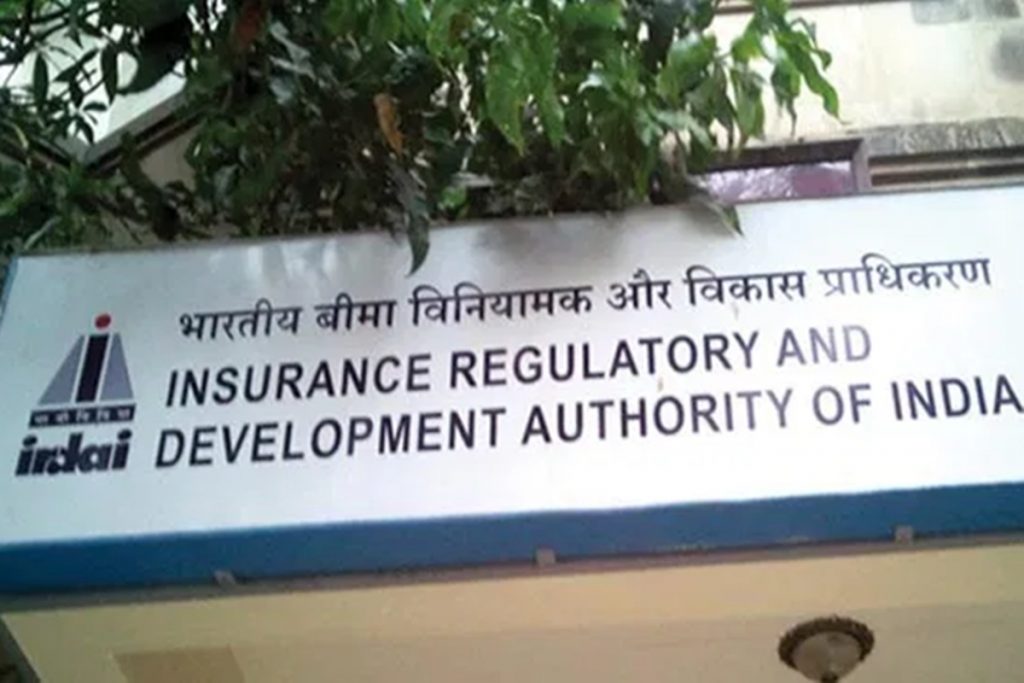 भारतीय बीमा विनियामक और विकास प्राधिकरण
INSURANCE REGULATORY AND
DEVELOPMENT AUTHORITY OF INDIA
irdai